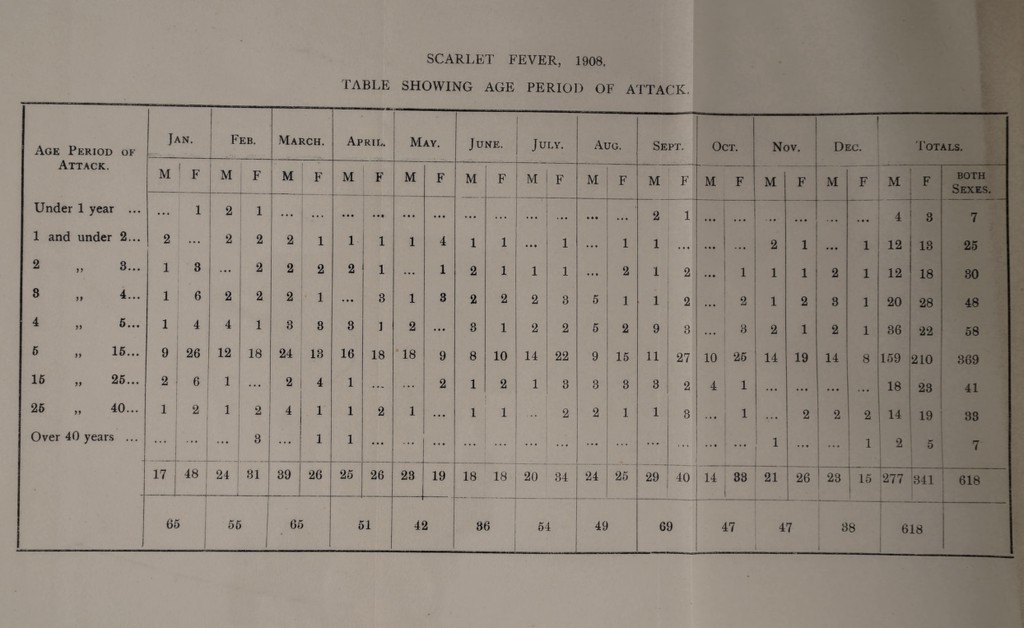 SCARLET FEVER, 1908.
TABLE SHOWING AGE PERIOD OF ATTACK.
AGE PERIOD OF ATTACK. JAN. FEB. MARCH. APRIL. MAY. JUNE. JULY. AUG. SEPT. OCT. NOV. DEC. TOTALS.
M F M F M F M F M F M F M F M F M F M F M F M F M F BOTH SEXES.
Under 1 year ... ... 1 2 1 ... ... ... ... ... ... ... ... ... ... ... ... 2 1 ... ... ... ... ... ... 4 3 7
1 and under 2... 2 ... 2 2 2 1 1 1 1 4 1 1 ... 1 ... 1 1 ... ... ... 2 1 ... 1 12 13 25
2 ,, 3... 1 3 ... 2 2 2 2 1 ... 1 2 1 1 1 ... 2 1 2 ... 1 1 1 2 1 12 18 30
3 ,, 4... 1 6 2 2 2 1 ... 3 1 3 2 2 2 3 5 1 1 2 ... 2 1 2 3 1 20 28 48
4 ,, 5... 1 4 4 1 3 3 3 1 2 ... 3 1 2 2 5 2 9 3 ... 3 2 1 2 1 36 22 58
5 ,, 15... 9 26 12 18 24 13 16 18 18 9 8 10 14 22 9 15 11 27 10 25 14 19 14 8 159 210 369
15 ,, 25... 2 6 1 ... 2 4 1 ... ... 2 1 2 1 3 3 3 3 2 4 1 ... ... ... ... 18 23 41
25 ,, 40... 1 2 1 2 4 1 1 2 1 ... 1 1 ... 2 2 1 1 3 ... 1 ... 2 2 2 14 19 33
Over 40 years ... ... ... ... 3 ... 1 1 ... ... ... ... ... ... ... ... ... ... ... ... ... 1 ... ... 1 2 5 7
17 48 24 31 39 26 25 26 23 19 18 18 20 34 24 25 29 40 14 33 21 26 23 15 277 341 618
65 55 65 51 42 36 54 49 69 47 47 38 618